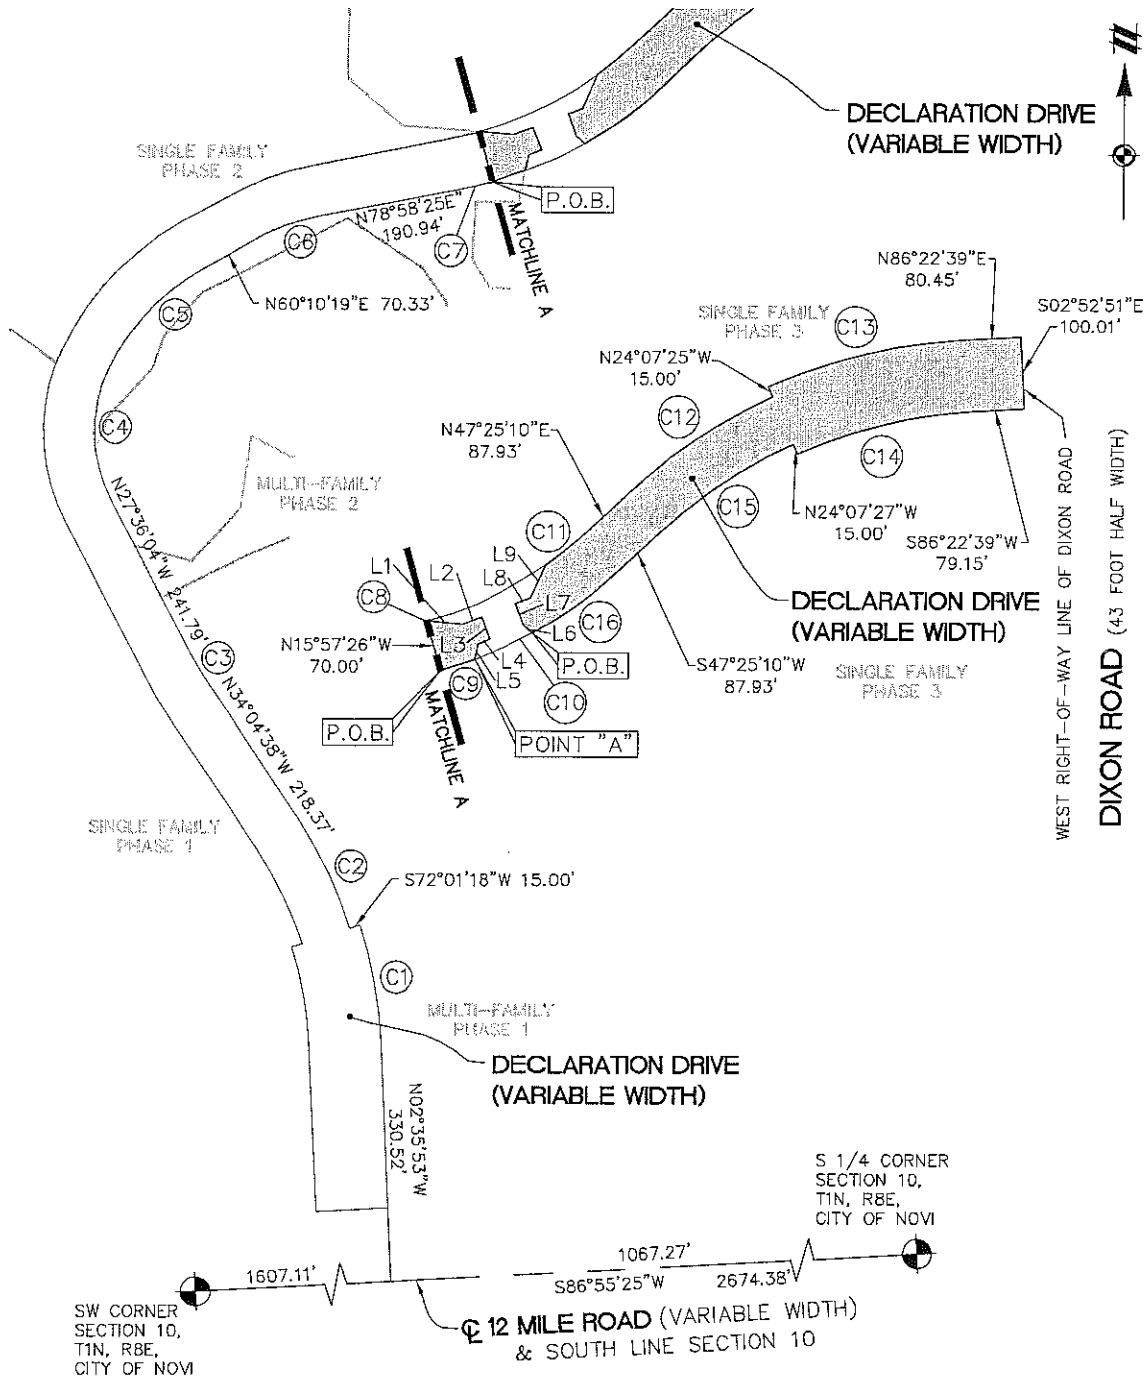 DECLARATION DRIVE
(VARIABLE WIDTH)
SINGLE FAMILY
PHASE 2
P.O.B.
N78°58'25E"
190.94'
C7
MATCHLINE A
C6
N60°10'19"E 70.33'
C5
C4
N86°22'39"E
80.45'
S02°52'51"E
100.01'
SINGLE FAMILY
PHASE 3
C13
N24°07'25"W
15.00'
C12
N47°25'10"E
87.93'
C14
C15
N24°07'27"W
15.00'
S86°22'39"W
79.15'
WEST RIGHT-OF-WAY LINE OF DIXON ROAD
DIXON ROAD (43 FOOT HALF WIDTH)
MULTI-FAMILY
PHASE 2
N27°36'04"W 241.79'
C11
L9
L8
L1
L2
C8
L7
L3
L6
C16
DECLARATION DRIVE
(VARIABLE WIDTH)
N15°57'26"W
70.00'
L4
L5
P.O.B.
S47°25'10"W
87.93'
SINGLE FAMILY
PHASE 3
C9
C10
P.O.B.
MATCHLINE A
POINT "A"
C3
N34°04'38"W 218.37'
SINGLE FAMILY
PHASE 1
C2
S72°01'18"W 15.00'
C1
MULTI-FAMILY
PHASE 1
DECLARATION DRIVE
(VARIABLE WIDTH)
N02°35'53"W
330.52'
S 1/4 CORNER
SECTION 10,
T1N, R8E,
CITY OF NOVI
1607.11'
1067.27'
S86°55'25"W 2674.38'
SW CORNER
SECTION 10,
T1N, R8E,
CITY OF NOVI
℄ 12 MILE ROAD (VARIABLE WIDTH)
& SOUTH LINE SECTION 10